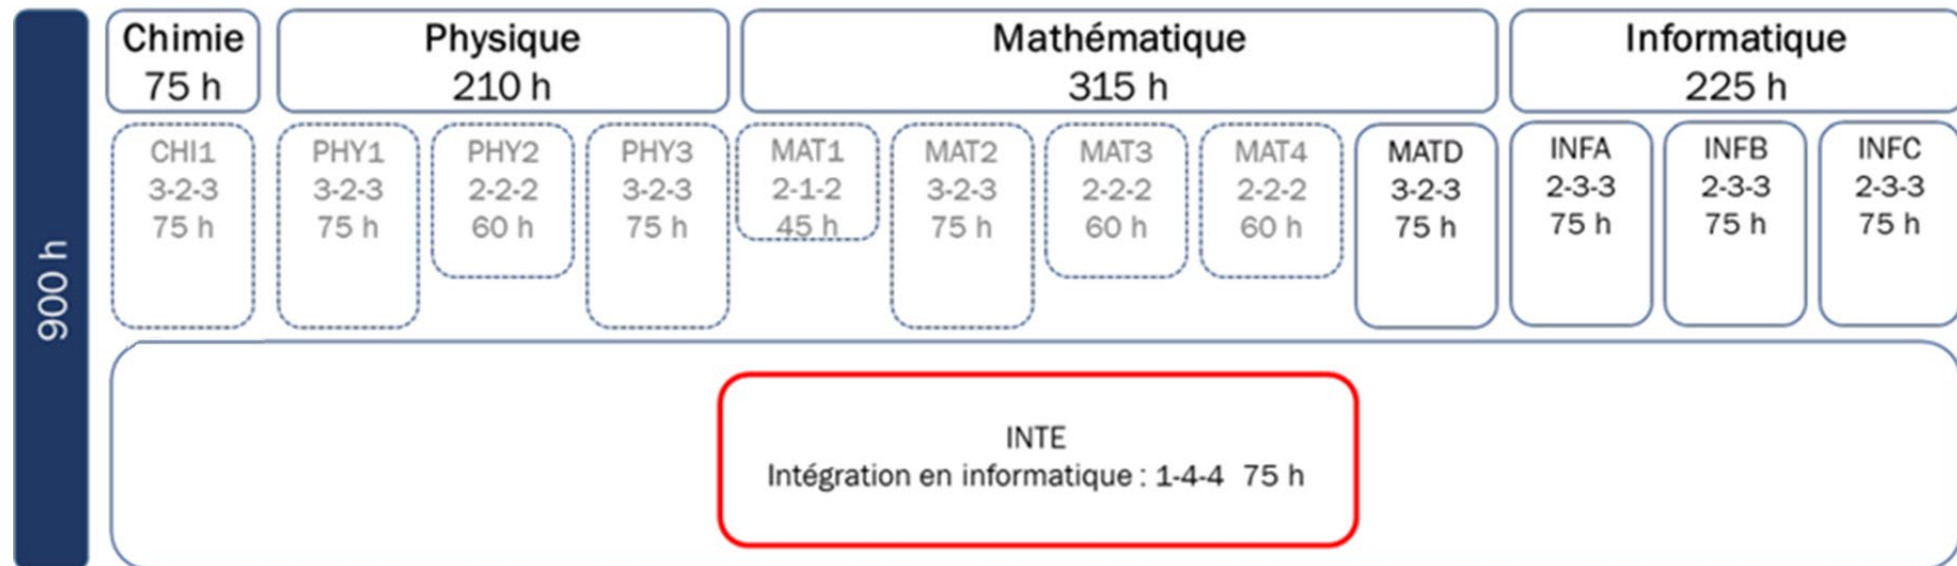 900 h
Chimie
75 h
Physique
210 h
Mathématique
315 h
Informatique
225 h
CHI1
3-2-3
75 h
PHY1
3-2-3
75 h
PHY2
2-2-2
60 h
PHY3
3-2-3
75 h
MAT1
2-1-2
45 h
MAT2
3-2-3
75 h
MAT3
2-2-2
60 h
MAT4
2-2-2
60 h
MATD
3-2-3
75 h
INFA
2-3-3
75 h
INFB
2-3-3
75 h
INFC
2-3-3
75 h
INTE
Intégration en informatique : 1-4-4 75 h